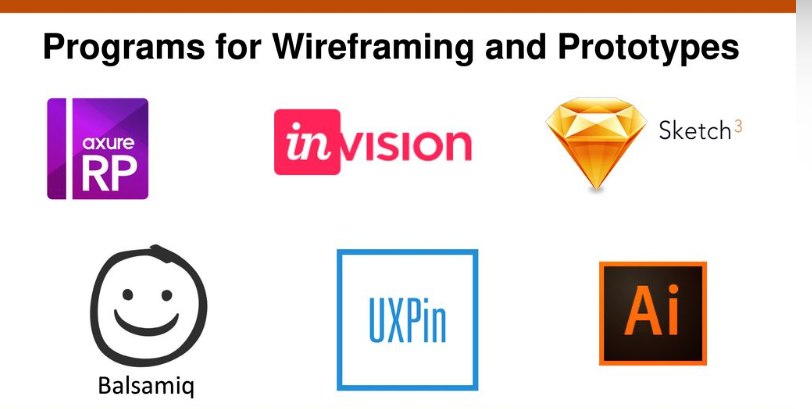 Programs for Wireframing and Prototypes
axure
RP
invision
Sketch3
Balsamiq
UXPin
Ai